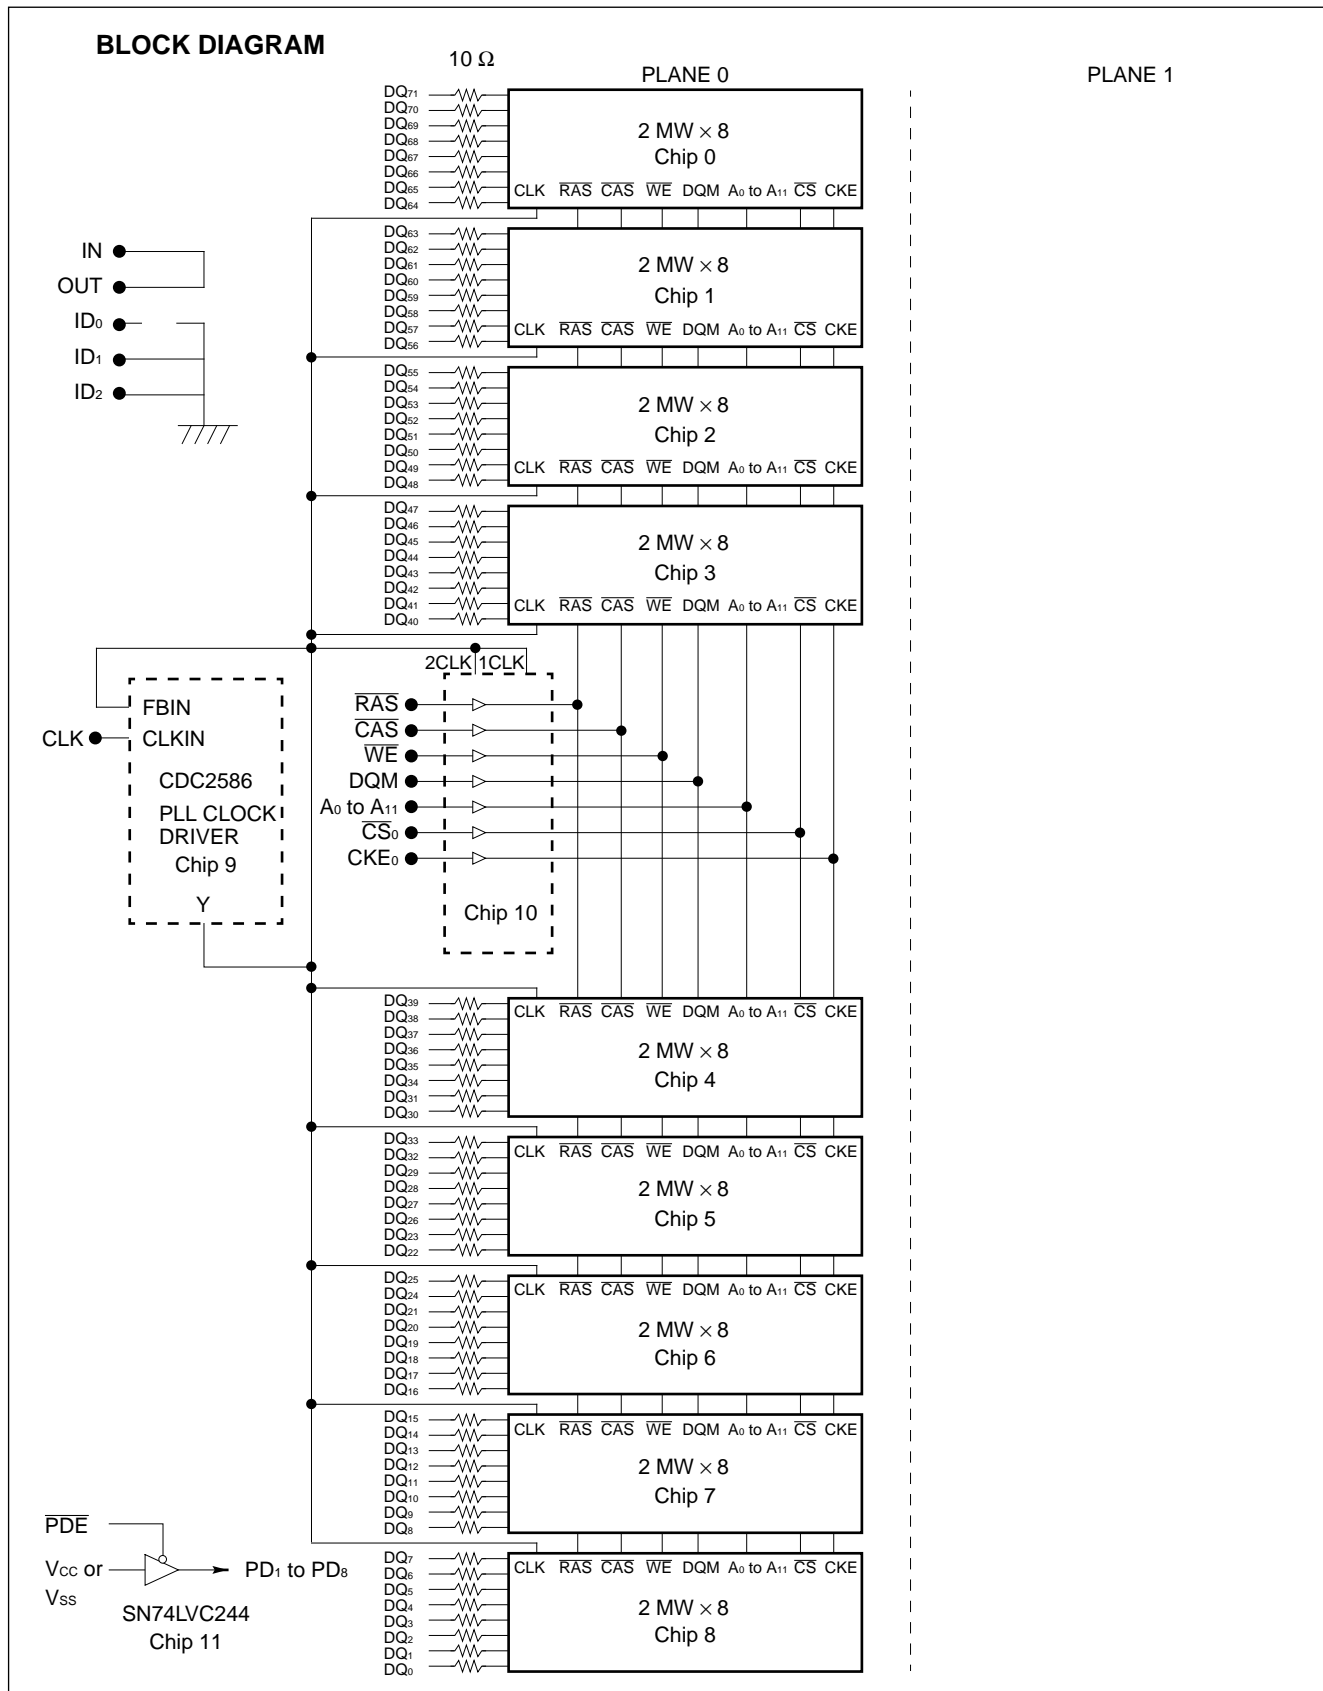 BLOCK DIAGRAM
10 Ω
PLANE 0
PLANE 1
DQ71
DQ70
DQ69
DQ68
DQ67
DQ66
DQ65
DQ64
2 MW × 8
Chip 0
CLK RAS CAS WE DQM A0 to A11 CS CKE
IN
OUT
ID0
ID1
ID2
DQ63
DQ62
DQ61
DQ60
DQ59
DQ58
DQ57
DQ56
2 MW × 8
Chip 1
CLK RAS CAS WE DQM A0 to A11 CS CKE
DQ55
DQ54
DQ53
DQ52
DQ51
DQ50
DQ49
DQ48
2 MW × 8
Chip 2
CLK RAS CAS WE DQM A0 to A11 CS CKE
DQ47
DQ46
DQ45
DQ44
DQ43
DQ42
DQ41
DQ40
2 MW × 8
Chip 3
CLK RAS CAS WE DQM A0 to A11 CS CKE
2CLK 1CLK
FBIN
CLK
CLKIN
CDC2586
PLL CLOCK
DRIVER
Chip 9
Y
RAS
CAS
WE
DQM
A0 to A11
CS0
CKE0
Chip 10
DQ39
DQ38
DQ37
DQ36
DQ35
DQ34
DQ31
DQ30
CLK RAS CAS WE DQM A0 to A11 CS CKE
2 MW × 8
Chip 4
DQ33
DQ32
DQ29
DQ28
DQ27
DQ26
DQ23
DQ22
CLK RAS CAS WE DQM A0 to A11 CS CKE
2 MW × 8
Chip 5
DQ25
DQ24
DQ21
DQ20
DQ19
DQ18
DQ17
DQ16
CLK RAS CAS WE DQM A0 to A11 CS CKE
2 MW × 8
Chip 6
DQ15
DQ14
DQ13
DQ12
DQ11
DQ10
DQ9
DQ8
CLK RAS CAS WE DQM A0 to A11 CS CKE
2 MW × 8
Chip 7
PDE
VCC or
VSS
PD1 to PD8
SN74LVC244
Chip 11
DQ7
DQ6
DQ5
DQ4
DQ3
DQ2
DQ1
DQ0
CLK RAS CAS WE DQM A0 to A11 CS CKE
2 MW × 8
Chip 8